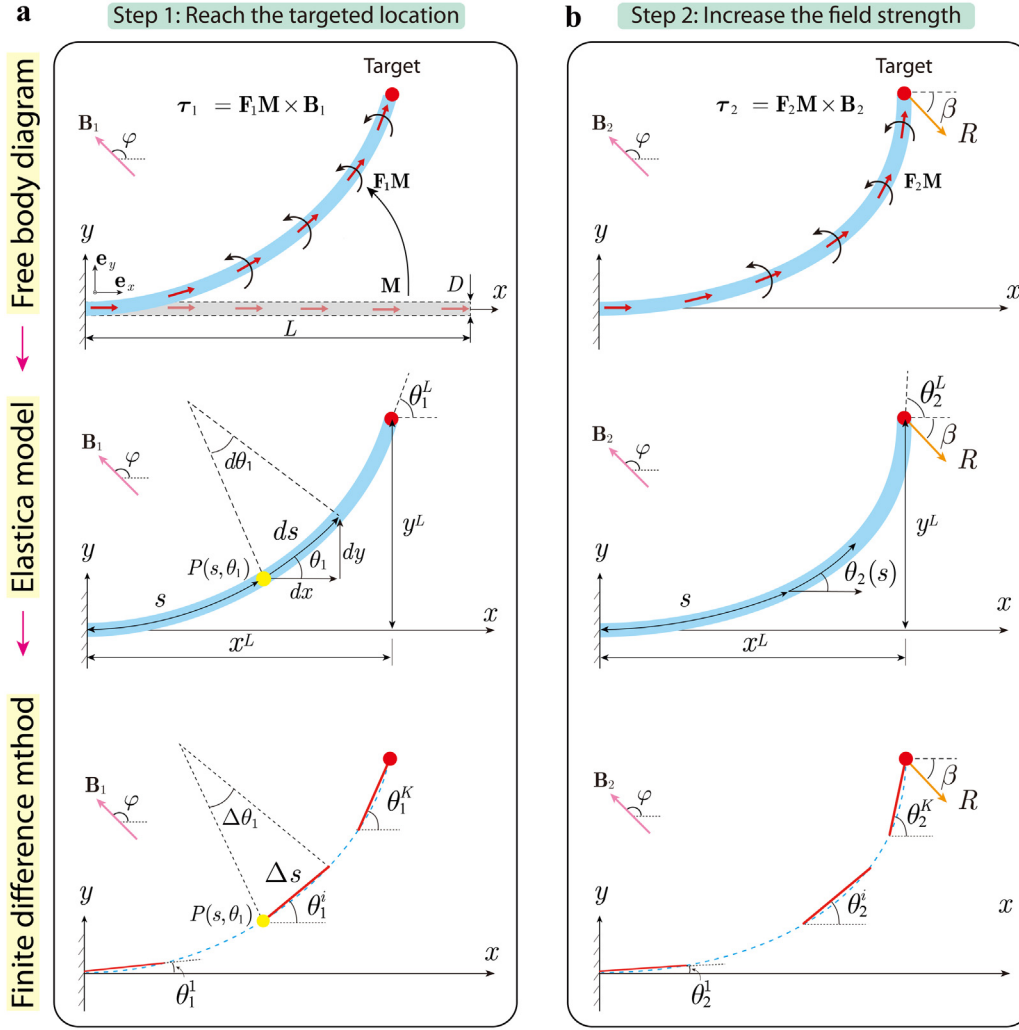 a
Step 1: Reach the targeted location
b
Step 2: Increase the field strength
Free body diagram
Elastica model
Finite difference mthod
Target
τ₁ = F₁M × B₁
B₁
φ
F₁M
y
e_y
e_x
M
D
x
L
Target
τ₂ = F₂M × B₂
B₂
φ
β
R
F₂M
y
x
θ₁ᴸ
B₁
φ
dθ₁
ds
yᴸ
P(s, θ₁)
θ₁
dy
dx
y
s
x
xᴸ
θ₂ᴸ
B₂
φ
β
R
yᴸ
y
s
θ₂(s)
x
xᴸ
B₁
φ
Δθ₁
θ₁ᴷ
Δs
P(s, θ₁)
θ₁ⁱ
y
x
θ₁¹
B₂
φ
β
R
θ₂ᴷ
θ₂ⁱ
y
x
θ₂¹